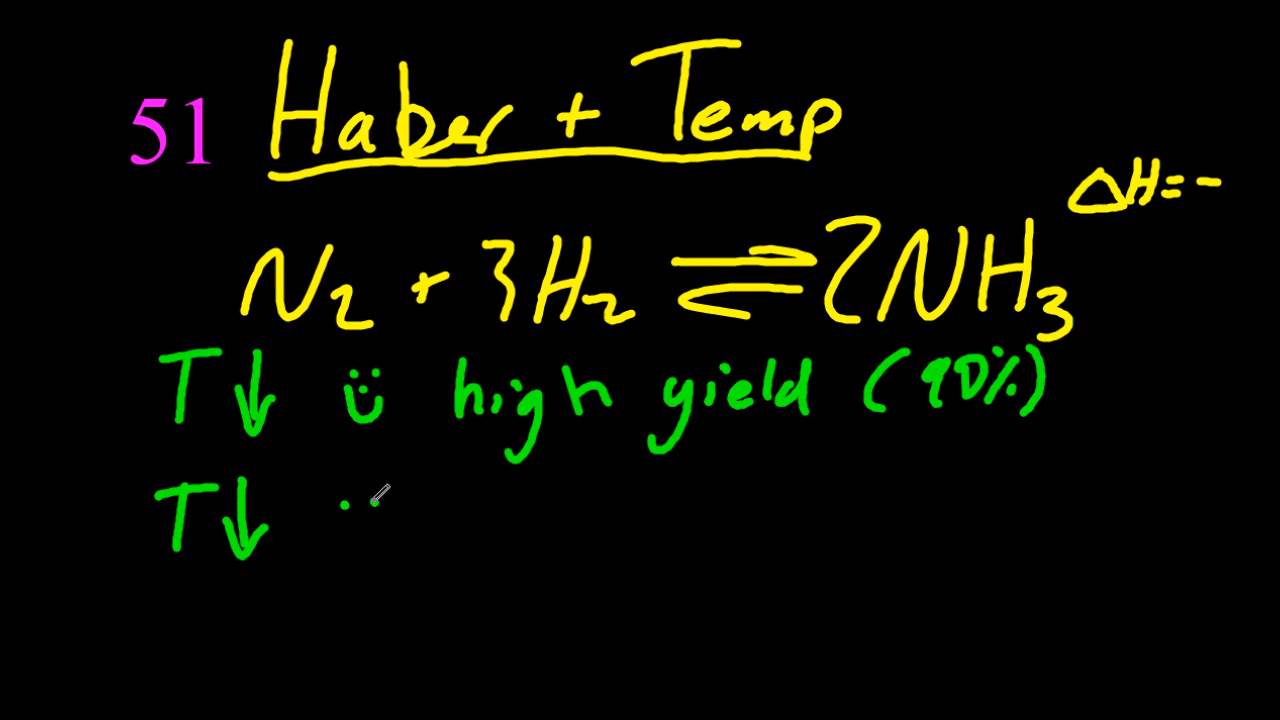 51 Haber + Temp
ΔH = -
N2 + 3H2 ⇌ 2NH3
T↓ high yield (90%)
T↓